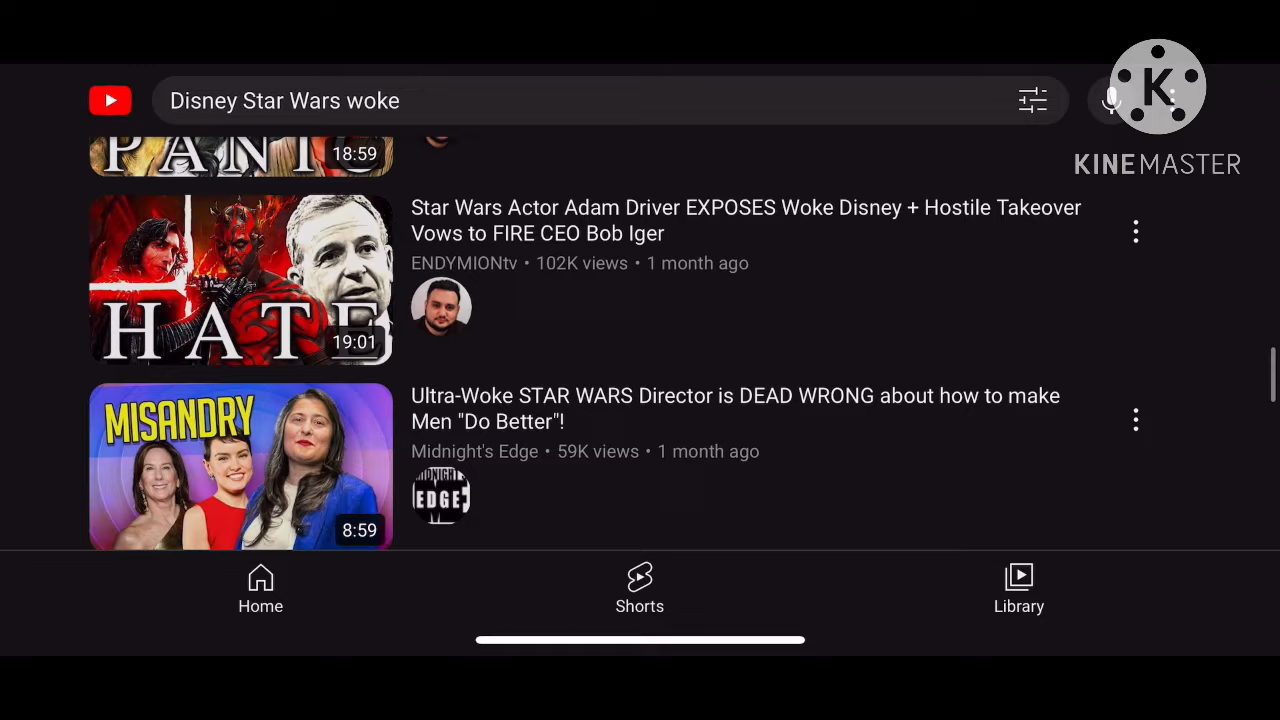 Disney Star Wars woke
K
KINEMASTER
PANIC
18:59
Star Wars Actor Adam Driver EXPOSES Woke Disney + Hostile Takeover
Vows to FIRE CEO Bob Iger
ENDYMIONtv • 102K views • 1 month ago
HATE
19:01
Ultra-Woke STAR WARS Director is DEAD WRONG about how to make
Men "Do Better"!
Midnight's Edge • 59K views • 1 month ago
MISANDRY
MIDNIGHT'S
EDGE
8:59
Home
Shorts
Library